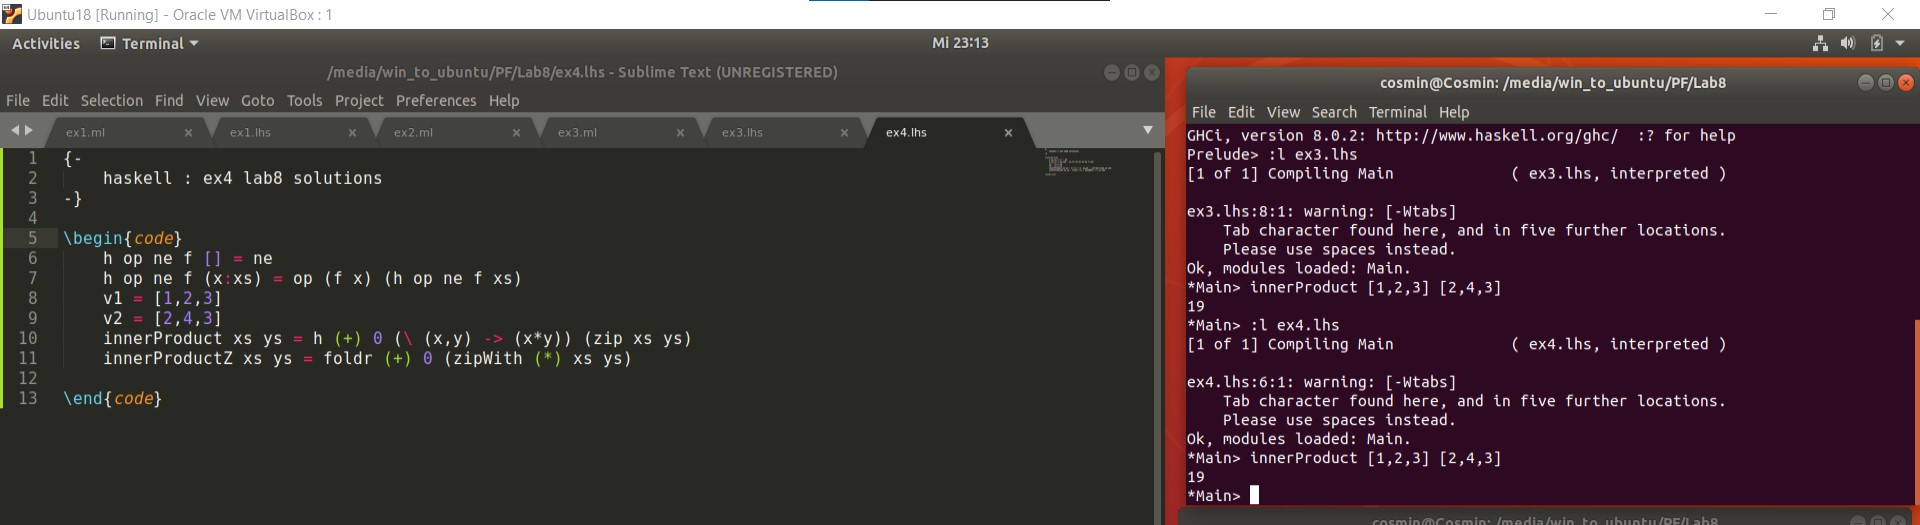 Ubuntu18 [Running] - Oracle VM VirtualBox : 1
Activities Terminal Mi 23:13
/media/win_to_ubuntu/PF/Lab8/ex4.lhs - Sublime Text (UNREGISTERED)
File Edit Selection Find View Goto Tools Project Preferences Help
ex1.ml ex1.lhs ex2.ml ex3.ml ex3.lhs ex4.lhs
1 {-
2 haskell : ex4 lab8 solutions
3 -}
4
5 \begin{code}
6 h op ne f [] = ne
7 h op ne f (x:xs) = op (f x) (h op ne f xs)
8 v1 = [1,2,3]
9 v2 = [2,4,3]
10 innerProduct xs ys = h (+) 0 (\ (x,y) -> (x*y)) (zip xs ys)
11 innerProductZ xs ys = foldr (+) 0 (zipWith (*) xs ys)
12
13 \end{code}
cosmin@Cosmin: /media/win_to_ubuntu/PF/Lab8
File Edit View Search Terminal Help
GHCi, version 8.0.2: http://www.haskell.org/ghc/ :? for help
Prelude> :l ex3.lhs
[1 of 1] Compiling Main ( ex3.lhs, interpreted )
ex3.lhs:8:1: warning: [-Wtabs]
Tab character found here, and in five further locations.
Please use spaces instead.
Ok, modules loaded: Main.
*Main> innerProduct [1,2,3] [2,4,3]
19
*Main> :l ex4.lhs
[1 of 1] Compiling Main ( ex4.lhs, interpreted )
ex4.lhs:6:1: warning: [-Wtabs]
Tab character found here, and in five further locations.
Please use spaces instead.
Ok, modules loaded: Main.
*Main> innerProduct [1,2,3] [2,4,3]
19
*Main>
cosmin@Cosmin: /media/win_to_ubuntu/PF/Lab8